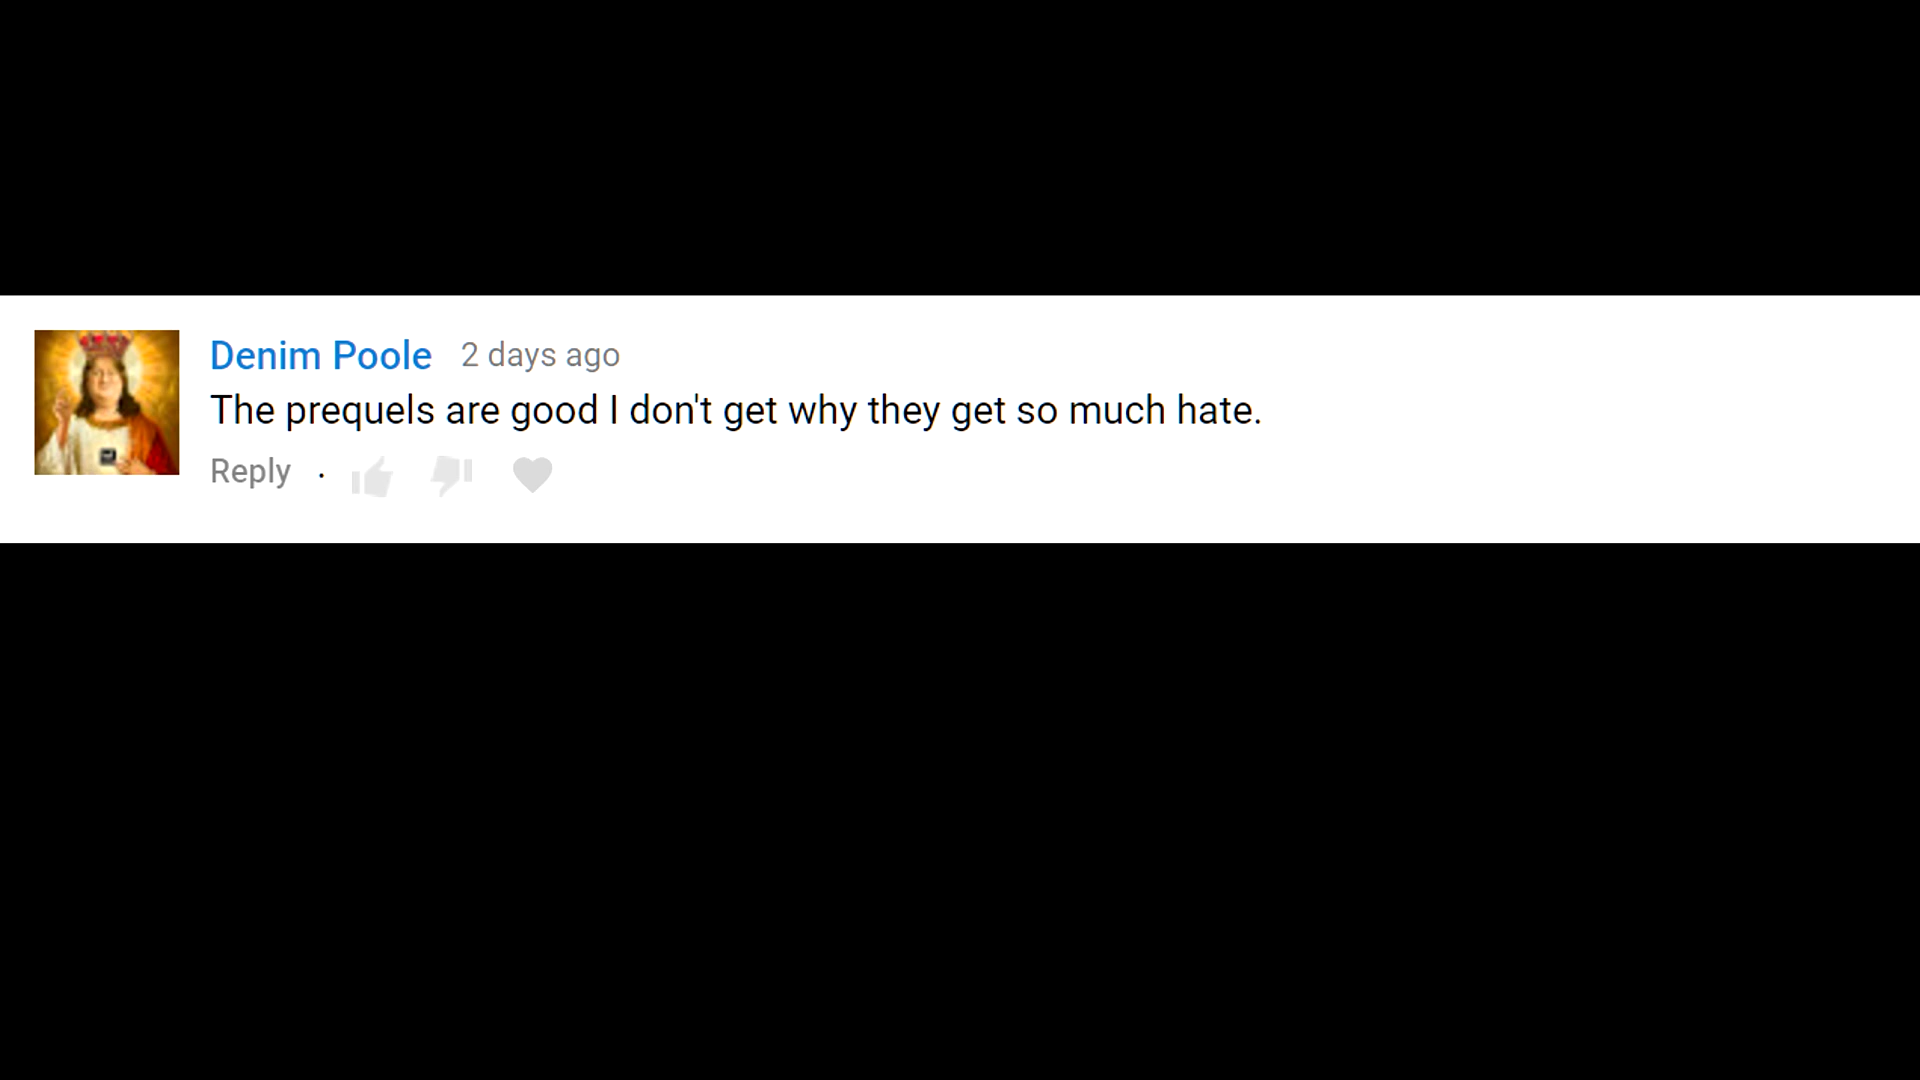 Denim Poole 2 days ago
The prequels are good I don't get why they get so much hate.
Reply ·